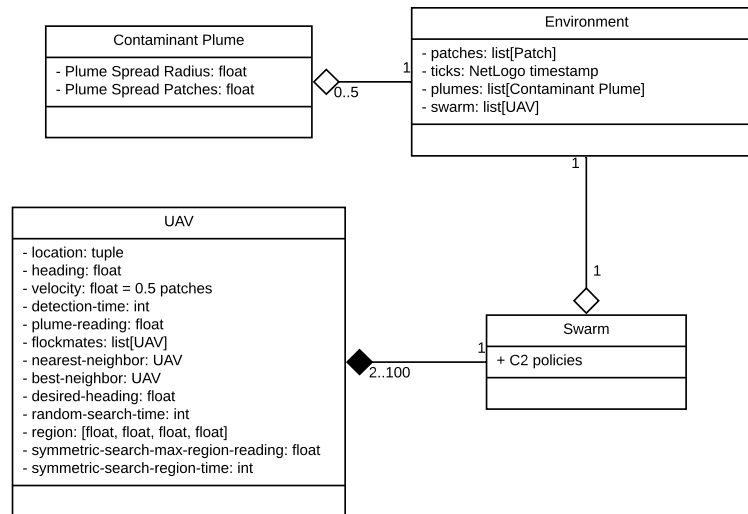 Contaminant Plume
- Plume Spread Radius: float
- Plume Spread Patches: float
0..5
1
Environment
- patches: list[Patch]
- ticks: NetLogo timestamp
- plumes: list[Contaminant Plume]
- swarm: list[UAV]
1
1
UAV
- location: tuple
- heading: float
- velocity: float = 0.5 patches
- detection-time: int
- plume-reading: float
- flockmates: list[UAV]
- nearest-neighbor: UAV
- best-neighbor: UAV
- desired-heading: float
- random-search-time: int
- region: [float, float, float, float]
- symmetric-search-max-region-reading: float
- symmetric-search-region-time: int
2..100
1
Swarm
+ C2 policies